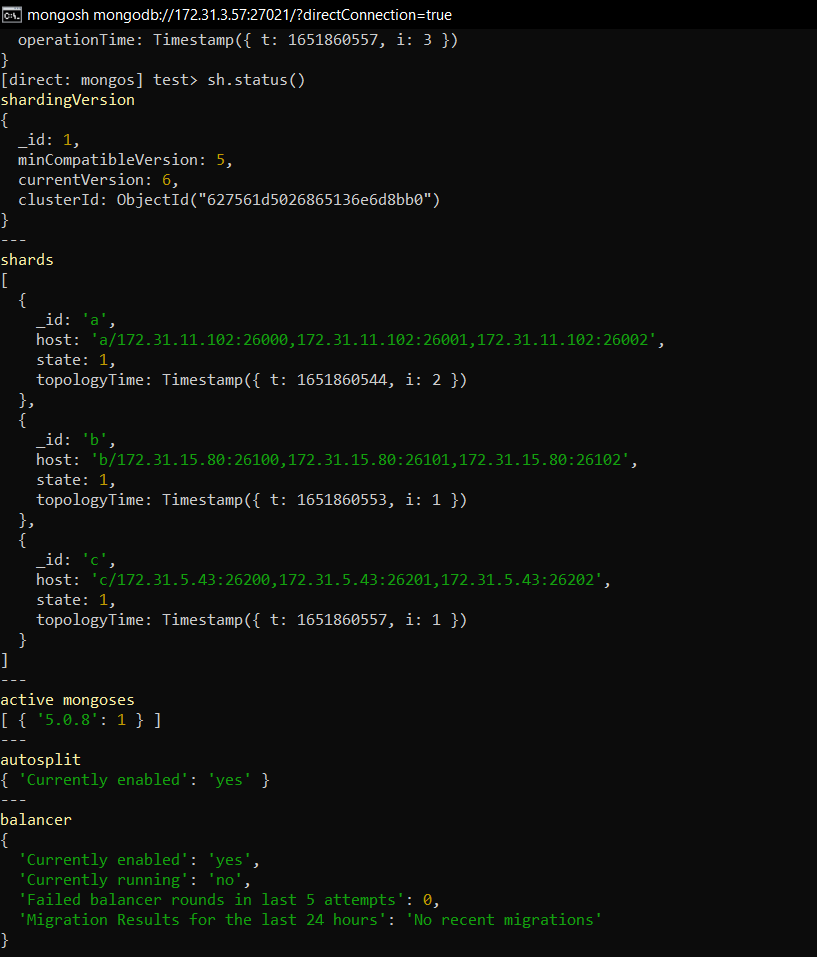 mongosh mongodb://172.31.3.57:27021/?directConnection=true
  operationTime: Timestamp({ t: 1651860557, i: 3 })
}
[direct: mongos] test> sh.status()
shardingVersion
{
  _id: 1,
  minCompatibleVersion: 5,
  currentVersion: 6,
  clusterId: ObjectId("627561d5026865136e6d8bb0")
}
---
shards
[
  {
    _id: 'a',
    host: 'a/172.31.11.102:26000,172.31.11.102:26001,172.31.11.102:26002',
    state: 1,
    topologyTime: Timestamp({ t: 1651860544, i: 2 })
  },
  {
    _id: 'b',
    host: 'b/172.31.15.80:26100,172.31.15.80:26101,172.31.15.80:26102',
    state: 1,
    topologyTime: Timestamp({ t: 1651860553, i: 1 })
  },
  {
    _id: 'c',
    host: 'c/172.31.5.43:26200,172.31.5.43:26201,172.31.5.43:26202',
    state: 1,
    topologyTime: Timestamp({ t: 1651860557, i: 1 })
  }
]
---
active mongoses
[ { '5.0.8': 1 } ]
---
autosplit
{ 'Currently enabled': 'yes' }
---
balancer
{
  'Currently enabled': 'yes',
  'Currently running': 'no',
  'Failed balancer rounds in last 5 attempts': 0,
  'Migration Results for the last 24 hours': 'No recent migrations'
}